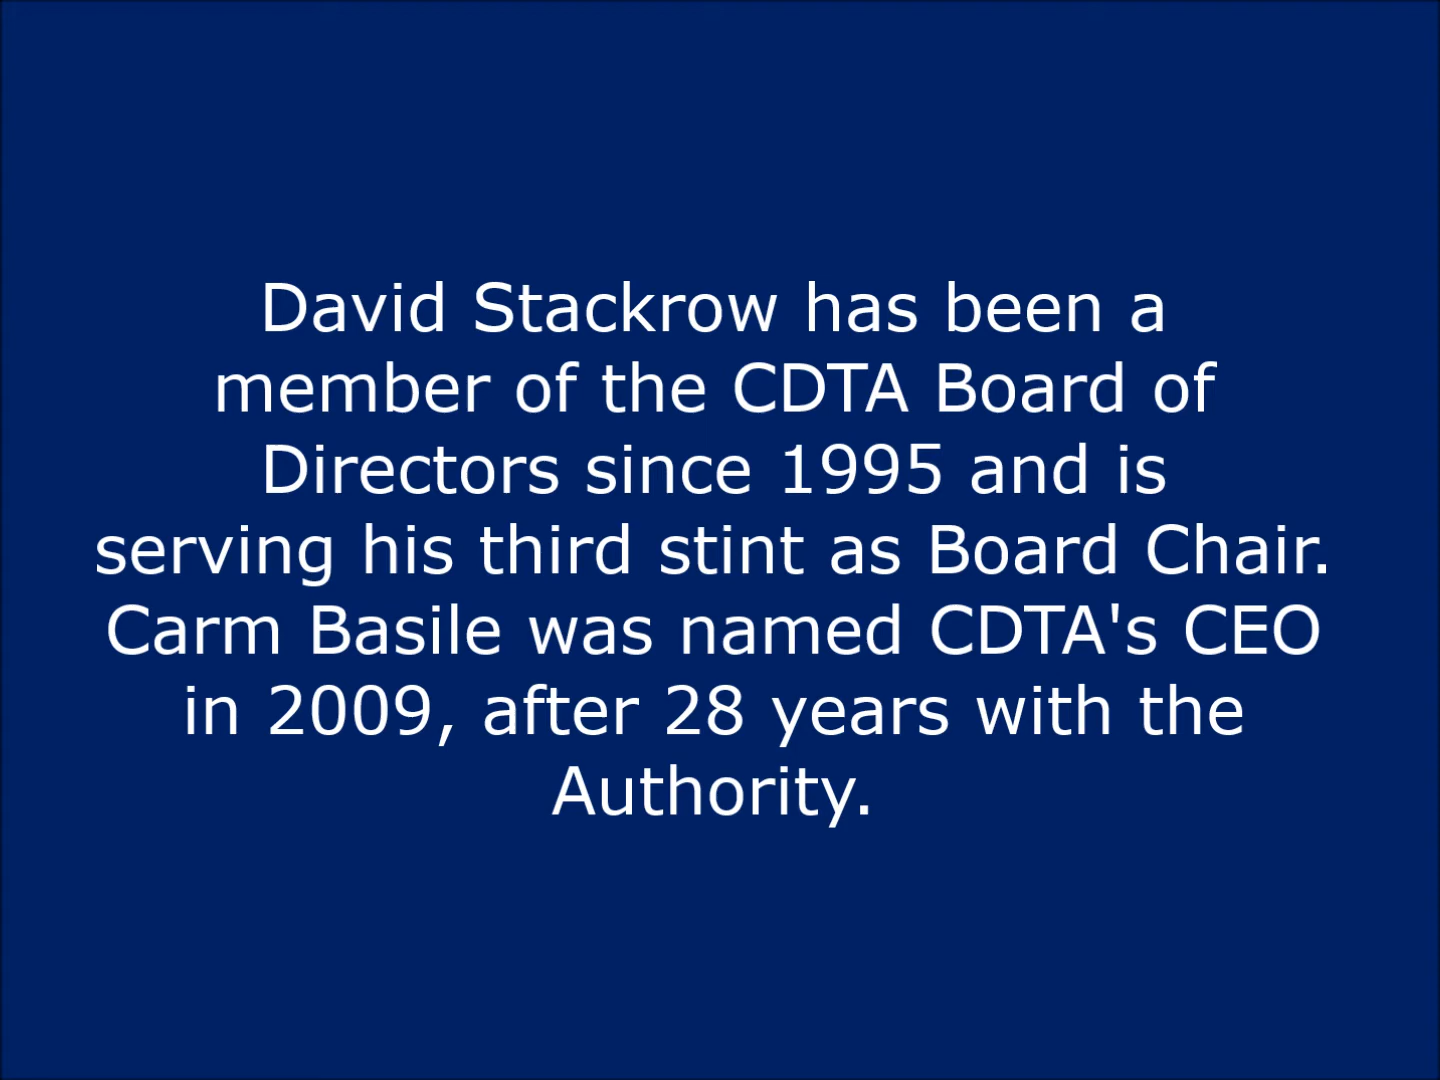 David Stackrow has been a
member of the CDTA Board of
Directors since 1995 and is
serving his third stint as Board Chair.
Carm Basile was named CDTA's CEO
in 2009, after 28 years with the
Authority.